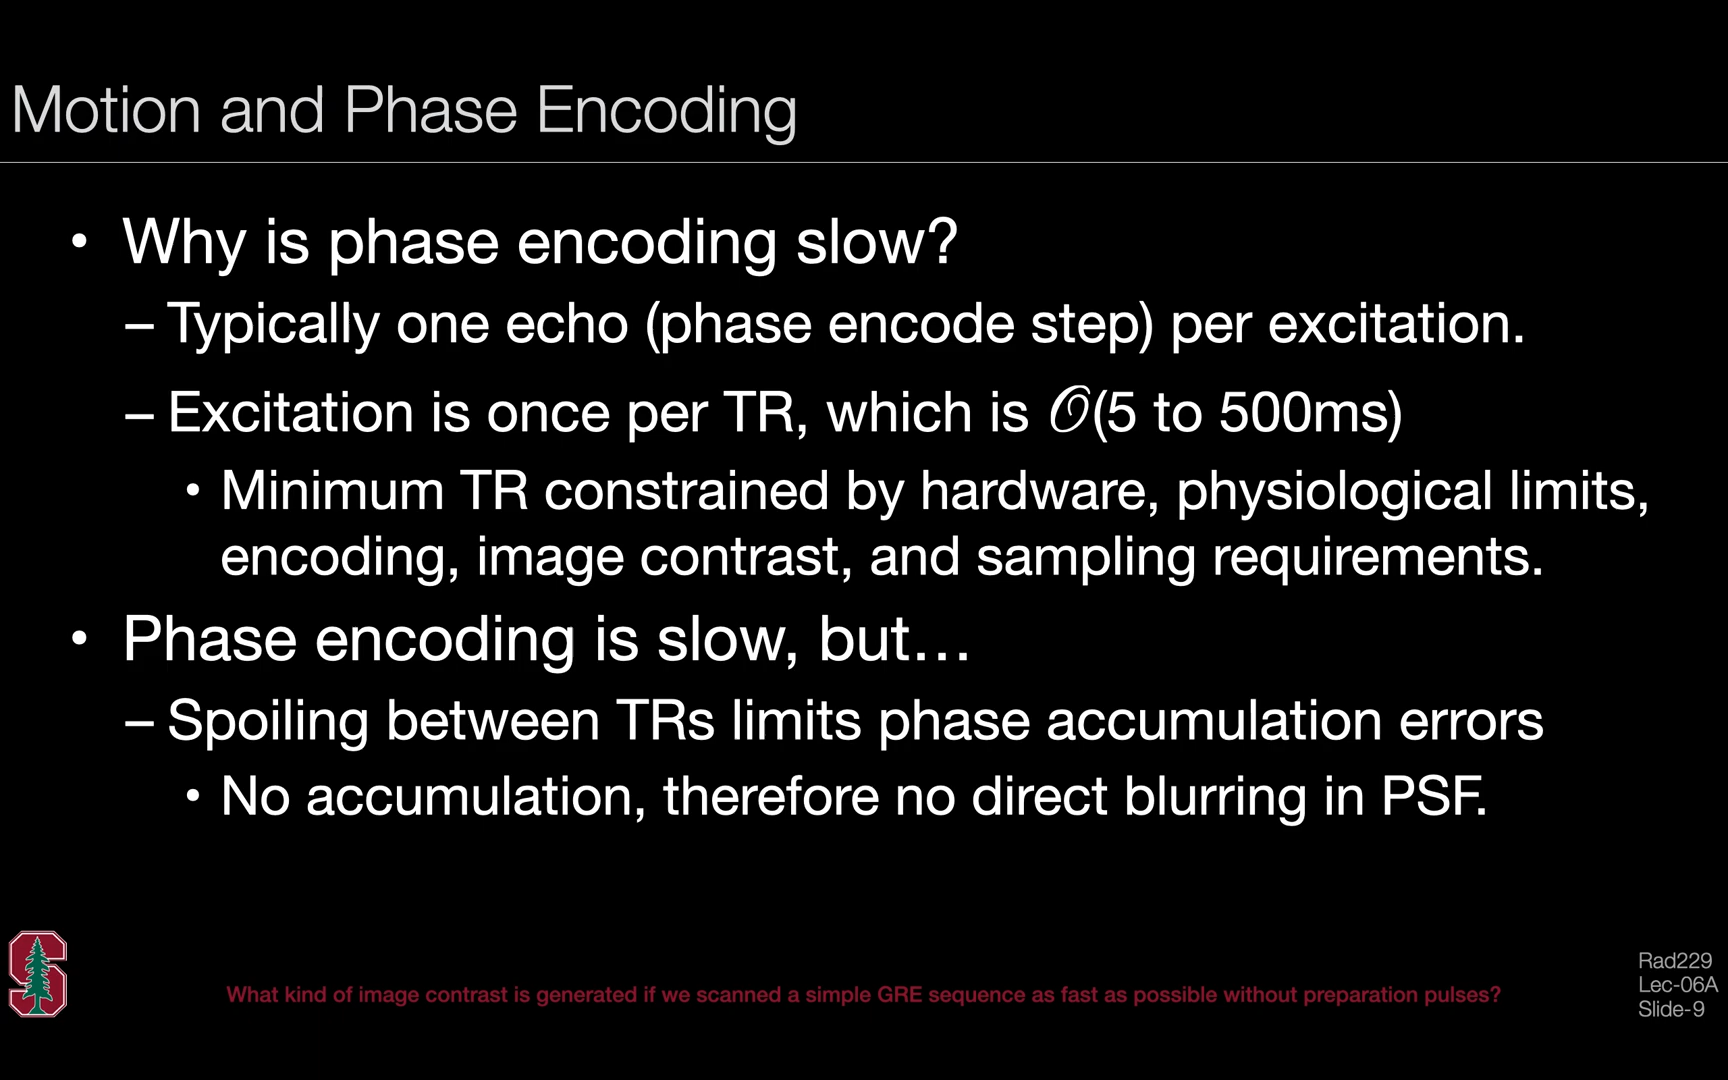 Motion and Phase Encoding
• Why is phase encoding slow?
– Typically one echo (phase encode step) per excitation.
– Excitation is once per TR, which is 𝒪(5 to 500ms)
• Minimum TR constrained by hardware, physiological limits,
encoding, image contrast, and sampling requirements.
• Phase encoding is slow, but…
– Spoiling between TRs limits phase accumulation errors
• No accumulation, therefore no direct blurring in PSF.
What kind of image contrast is generated if we scanned a simple GRE sequence as fast as possible without preparation pulses?
Rad229
Lec-06A
Slide-9